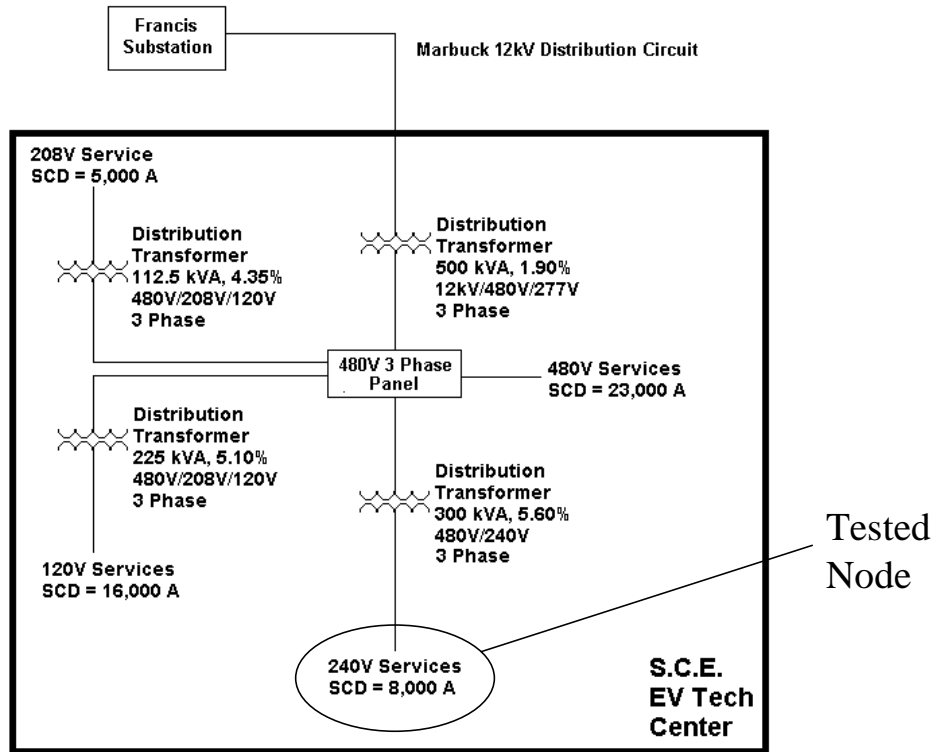 Francis
Substation
Marbuck 12kV Distribution Circuit
208V Service
SCD = 5,000 A
Distribution
Transformer
112.5 kVA, 4.35%
480V/208V/120V
3 Phase
Distribution
Transformer
500 kVA, 1.90%
12kV/480V/277V
3 Phase
480V 3 Phase
Panel
480V Services
SCD = 23,000 A
Distribution
Transformer
225 kVA, 5.10%
480V/208V/120V
3 Phase
Distribution
Transformer
300 kVA, 5.60%
480V/240V
3 Phase
Tested
Node
120V Services
SCD = 16,000 A
240V Services
SCD = 8,000 A
S.C.E.
EV Tech
Center